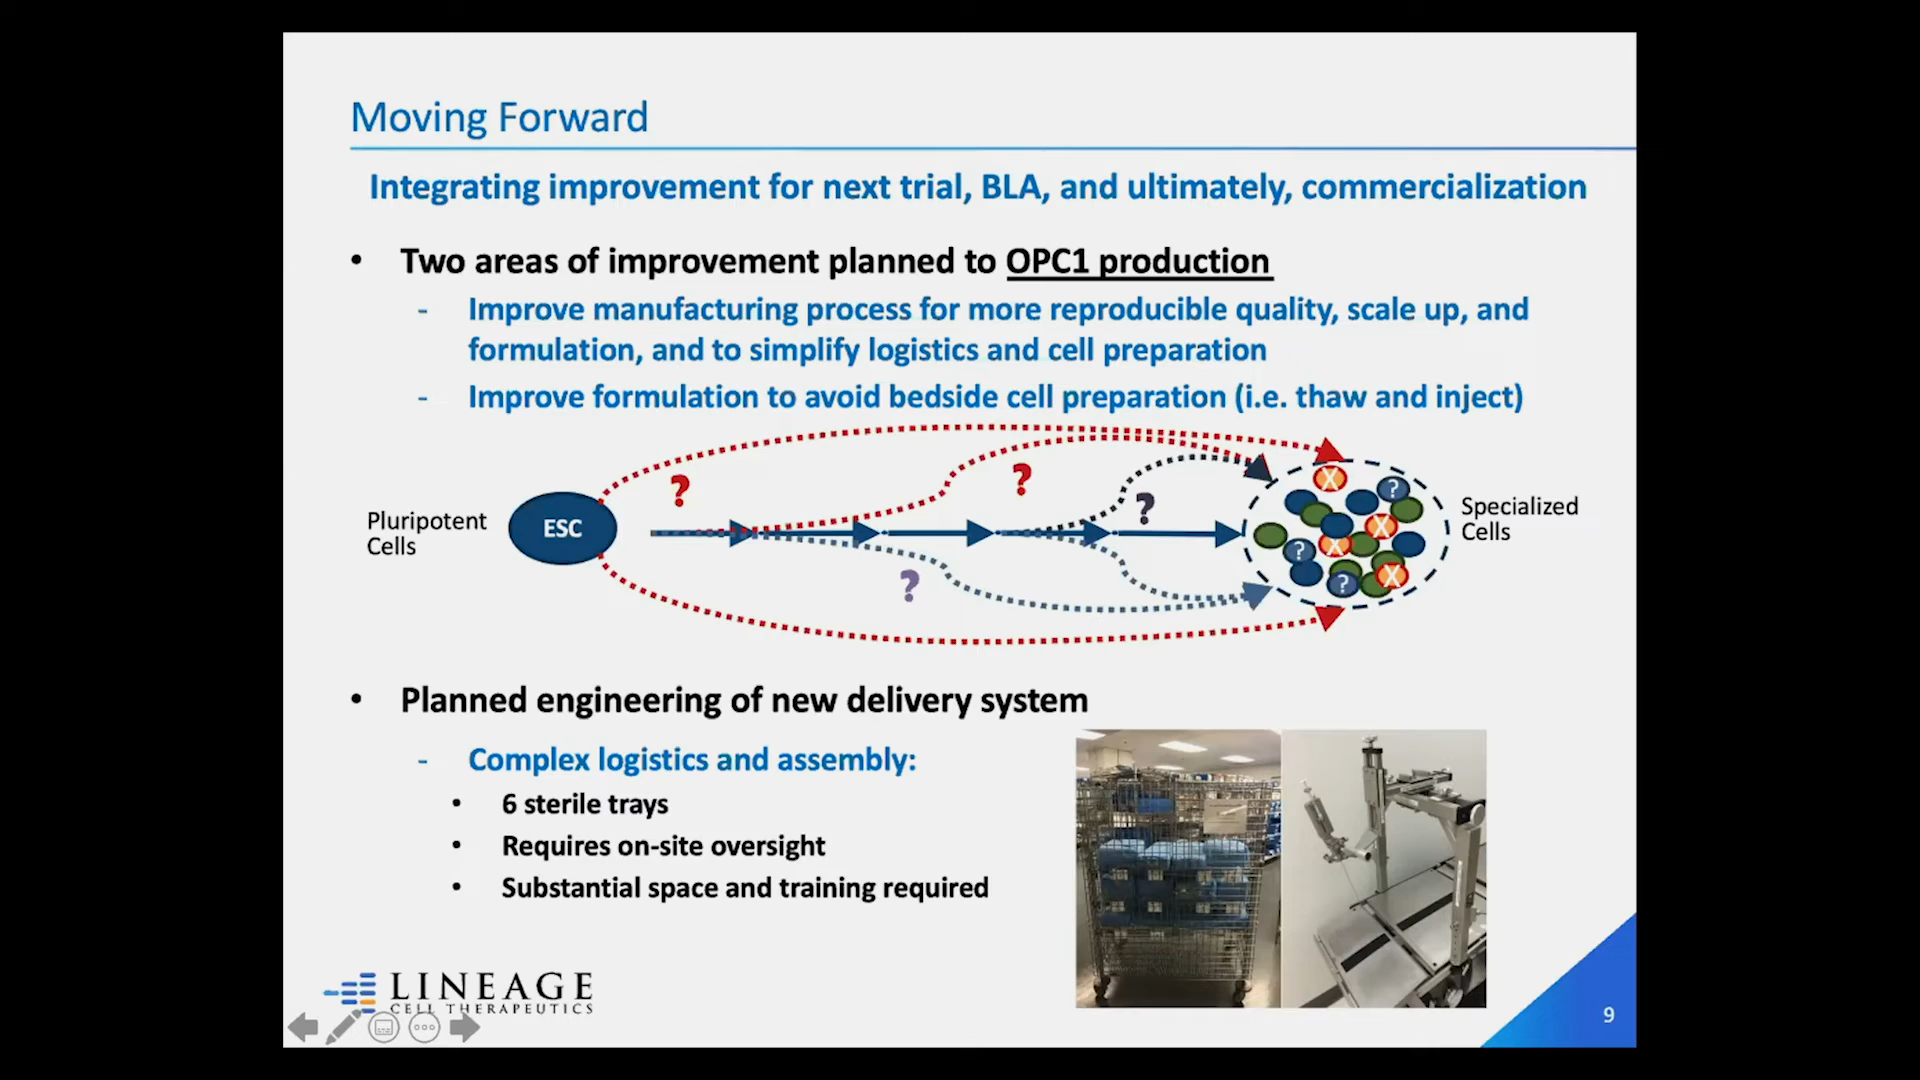 Moving Forward
Integrating improvement for next trial, BLA, and ultimately, commercialization
• Two areas of improvement planned to OPC1 production
- Improve manufacturing process for more reproducible quality, scale up, and
formulation, and to simplify logistics and cell preparation
- Improve formulation to avoid bedside cell preparation (i.e. thaw and inject)
? ? ?
Pluripotent
Cells
ESC
?
X ? X ? X ? X
Specialized
Cells
• Planned engineering of new delivery system
- Complex logistics and assembly:
• 6 sterile trays
• Requires on-site oversight
• Substantial space and training required
LINEAGE
CELL THERAPEUTICS
9